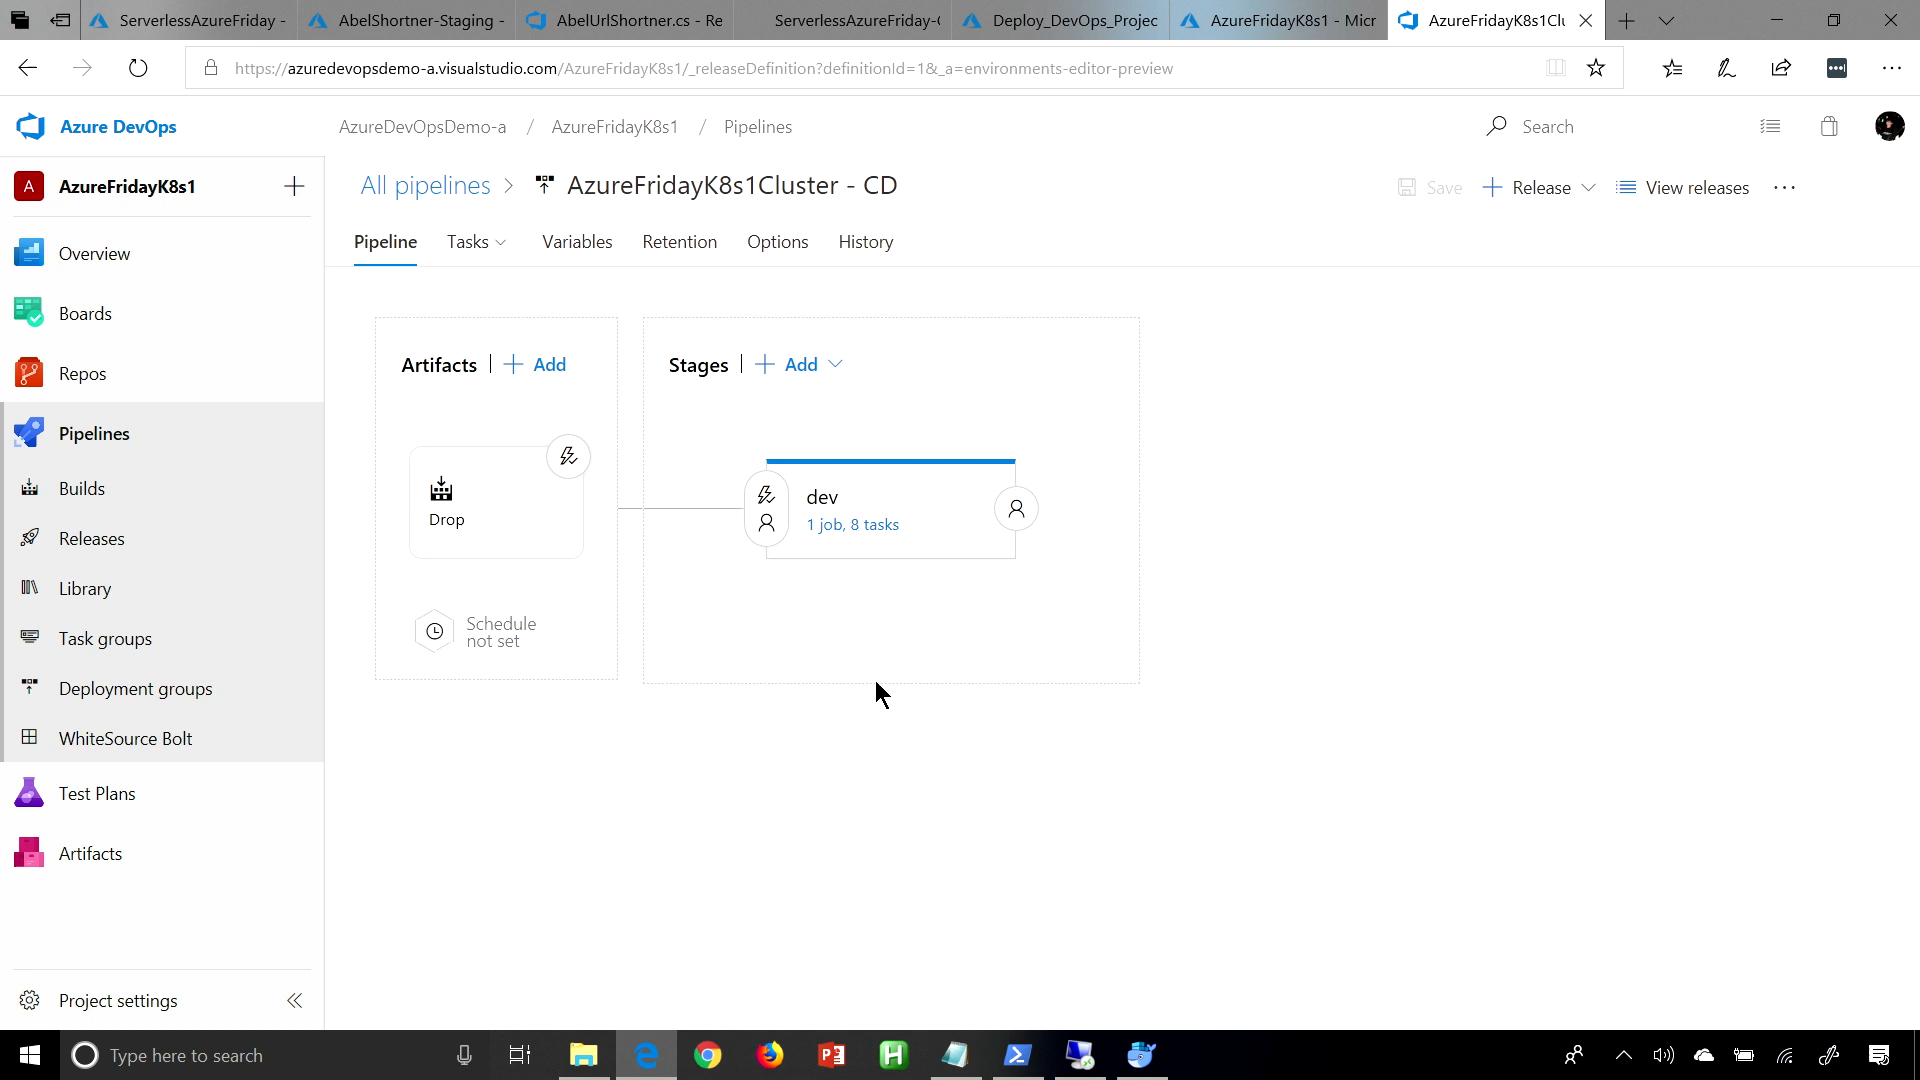 ServerlessAzureFriday -
AbelShortner-Staging -
AbelUrlShortner.cs - Re
ServerlessAzureFriday-(
Deploy_DevOps_Projec
AzureFridayK8s1 - Micr
AzureFridayK8s1Clu
https://azuredevopsdemo-a.visualstudio.com/AzureFridayK8s1/_releaseDefinition?definitionId=1&_a=environments-editor-preview
Azure DevOps
AzureDevOpsDemo-a / AzureFridayK8s1 / Pipelines
Search
A AzureFridayK8s1
All pipelines > AzureFridayK8s1Cluster - CD
Save
Release
View releases
Pipeline Tasks Variables Retention Options History
Overview
Boards
Repos
Pipelines
Builds
Releases
Library
Task groups
Deployment groups
WhiteSource Bolt
Test Plans
Artifacts
Project settings
Artifacts | + Add
Drop
Schedule
not set
Stages | + Add
dev
1 job, 8 tasks
Type here to search